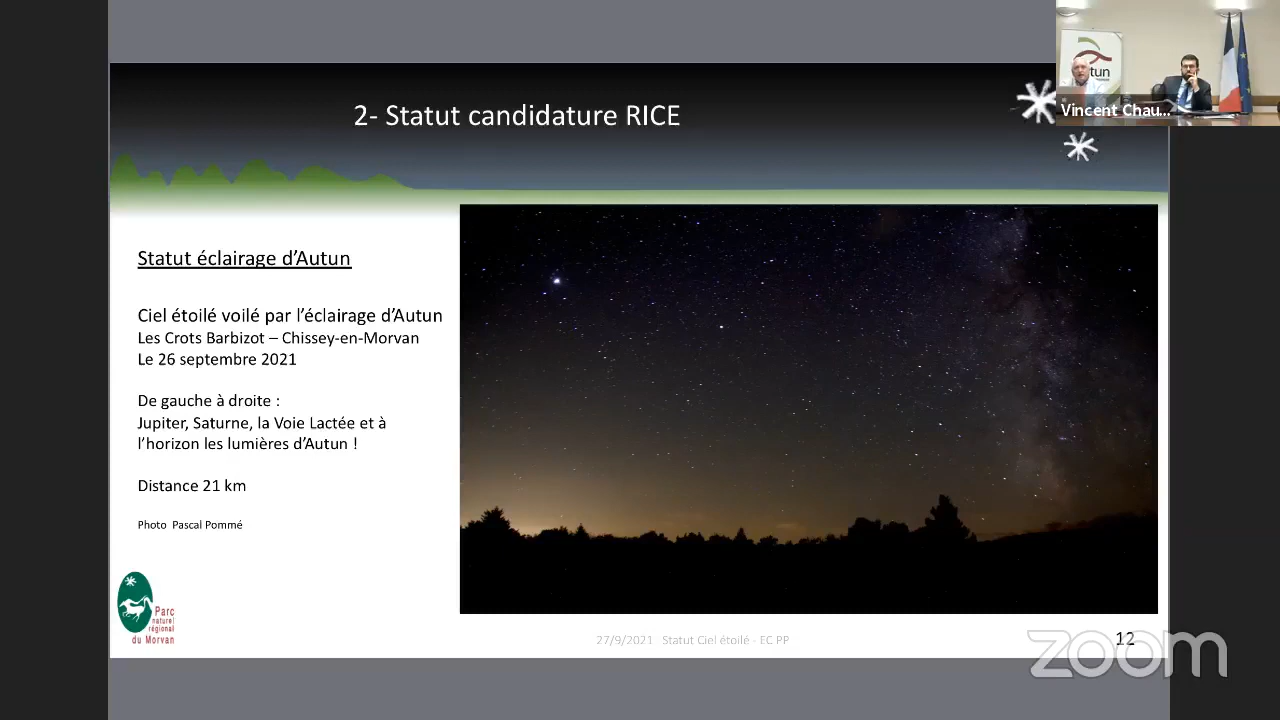 2- Statut candidature RICE
tun
Vincent Chau...
Statut éclairage d’Autun
Ciel étoilé voilé par l’éclairage d’Autun
Les Crots Barbizot – Chissey-en-Morvan
Le 26 septembre 2021
De gauche à droite :
Jupiter, Saturne, la Voie Lactée et à
l’horizon les lumières d’Autun !
Distance 21 km
Photo Pascal Pommé
Parc
naturel
régional
du Morvan
27/9/2021 Statut Ciel étoilé - EC PP
12
zoom